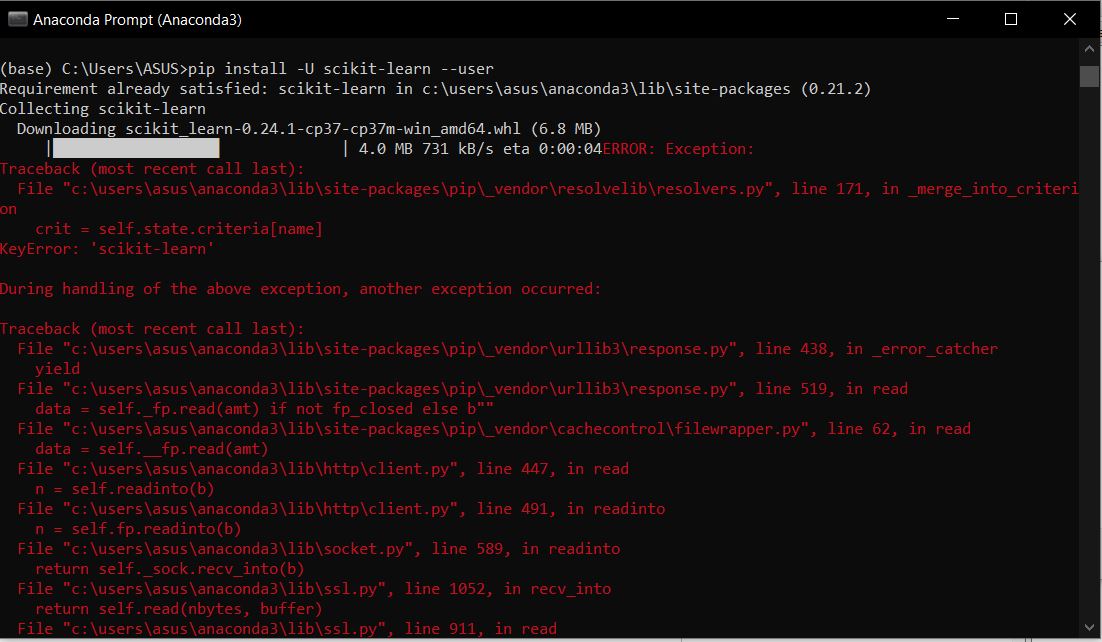 Anaconda Prompt (Anaconda3)
(base) C:\Users\ASUS>pip install -U scikit-learn --user
Requirement already satisfied: scikit-learn in c:\users\asus\anaconda3\lib\site-packages (0.21.2)
Collecting scikit-learn
  Downloading scikit_learn-0.24.1-cp37-cp37m-win_amd64.whl (6.8 MB)
     |                                | 4.0 MB 731 kB/s eta 0:00:04ERROR: Exception:
Traceback (most recent call last):
  File "c:\users\asus\anaconda3\lib\site-packages\pip\_vendor\resolvelib\resolvers.py", line 171, in _merge_into_criteri
on
    crit = self.state.criteria[name]
KeyError: 'scikit-learn'
During handling of the above exception, another exception occurred:
Traceback (most recent call last):
  File "c:\users\asus\anaconda3\lib\site-packages\pip\_vendor\urllib3\response.py", line 438, in _error_catcher
    yield
  File "c:\users\asus\anaconda3\lib\site-packages\pip\_vendor\urllib3\response.py", line 519, in read
    data = self._fp.read(amt) if not fp_closed else b""
  File "c:\users\asus\anaconda3\lib\site-packages\pip\_vendor\cachecontrol\filewrapper.py", line 62, in read
    data = self.__fp.read(amt)
  File "c:\users\asus\anaconda3\lib\http\client.py", line 447, in read
    n = self.readinto(b)
  File "c:\users\asus\anaconda3\lib\http\client.py", line 491, in readinto
    n = self.fp.readinto(b)
  File "c:\users\asus\anaconda3\lib\socket.py", line 589, in readinto
    return self._sock.recv_into(b)
  File "c:\users\asus\anaconda3\lib\ssl.py", line 1052, in recv_into
    return self.read(nbytes, buffer)
  File "c:\users\asus\anaconda3\lib\ssl.py", line 911, in read